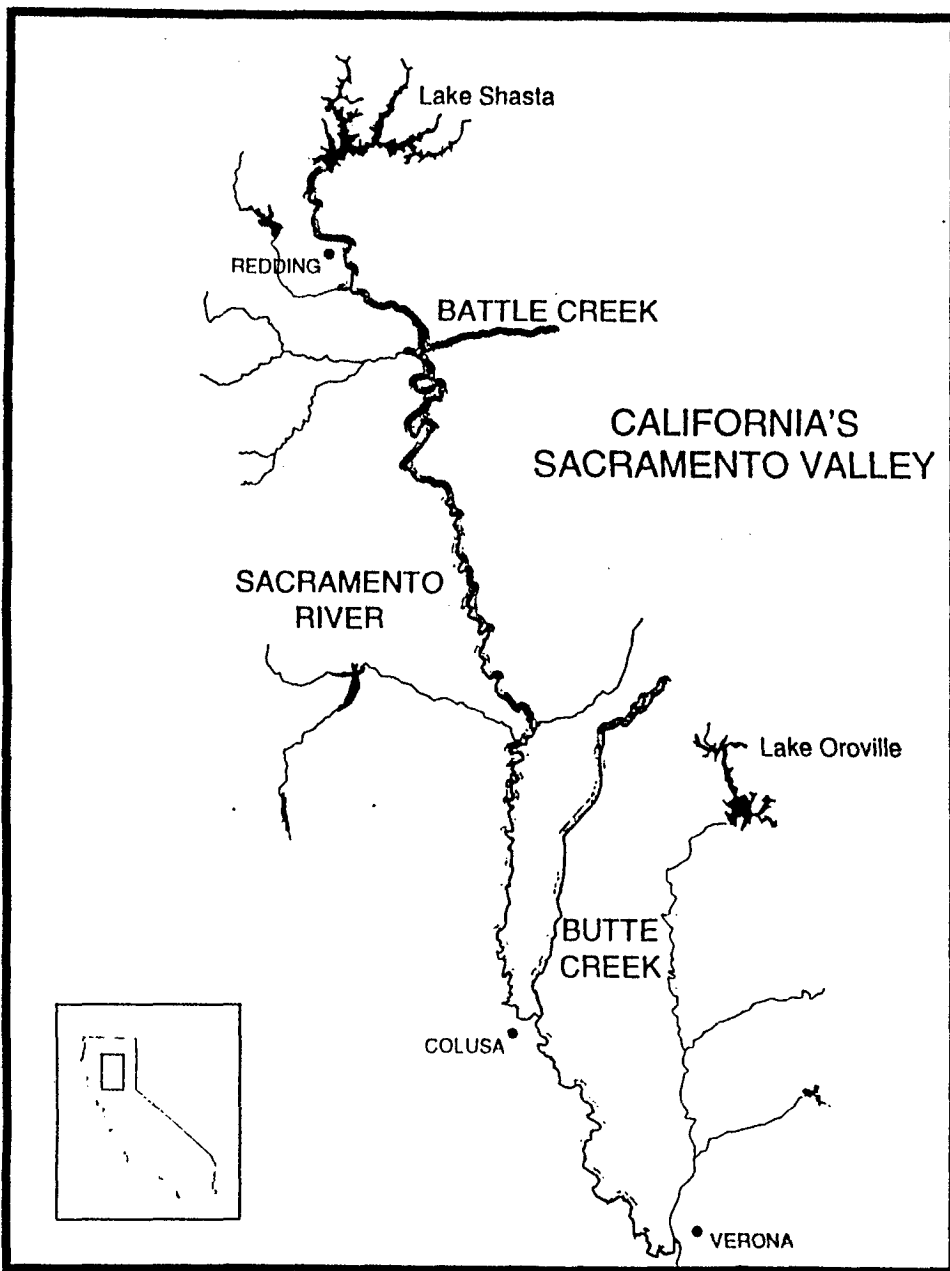 Lake Shasta
REDDING
BATTLE CREEK
CALIFORNIA'S
SACRAMENTO VALLEY
SACRAMENTO
RIVER
Lake Oroville
BUTTE
CREEK
COLUSA
VERONA